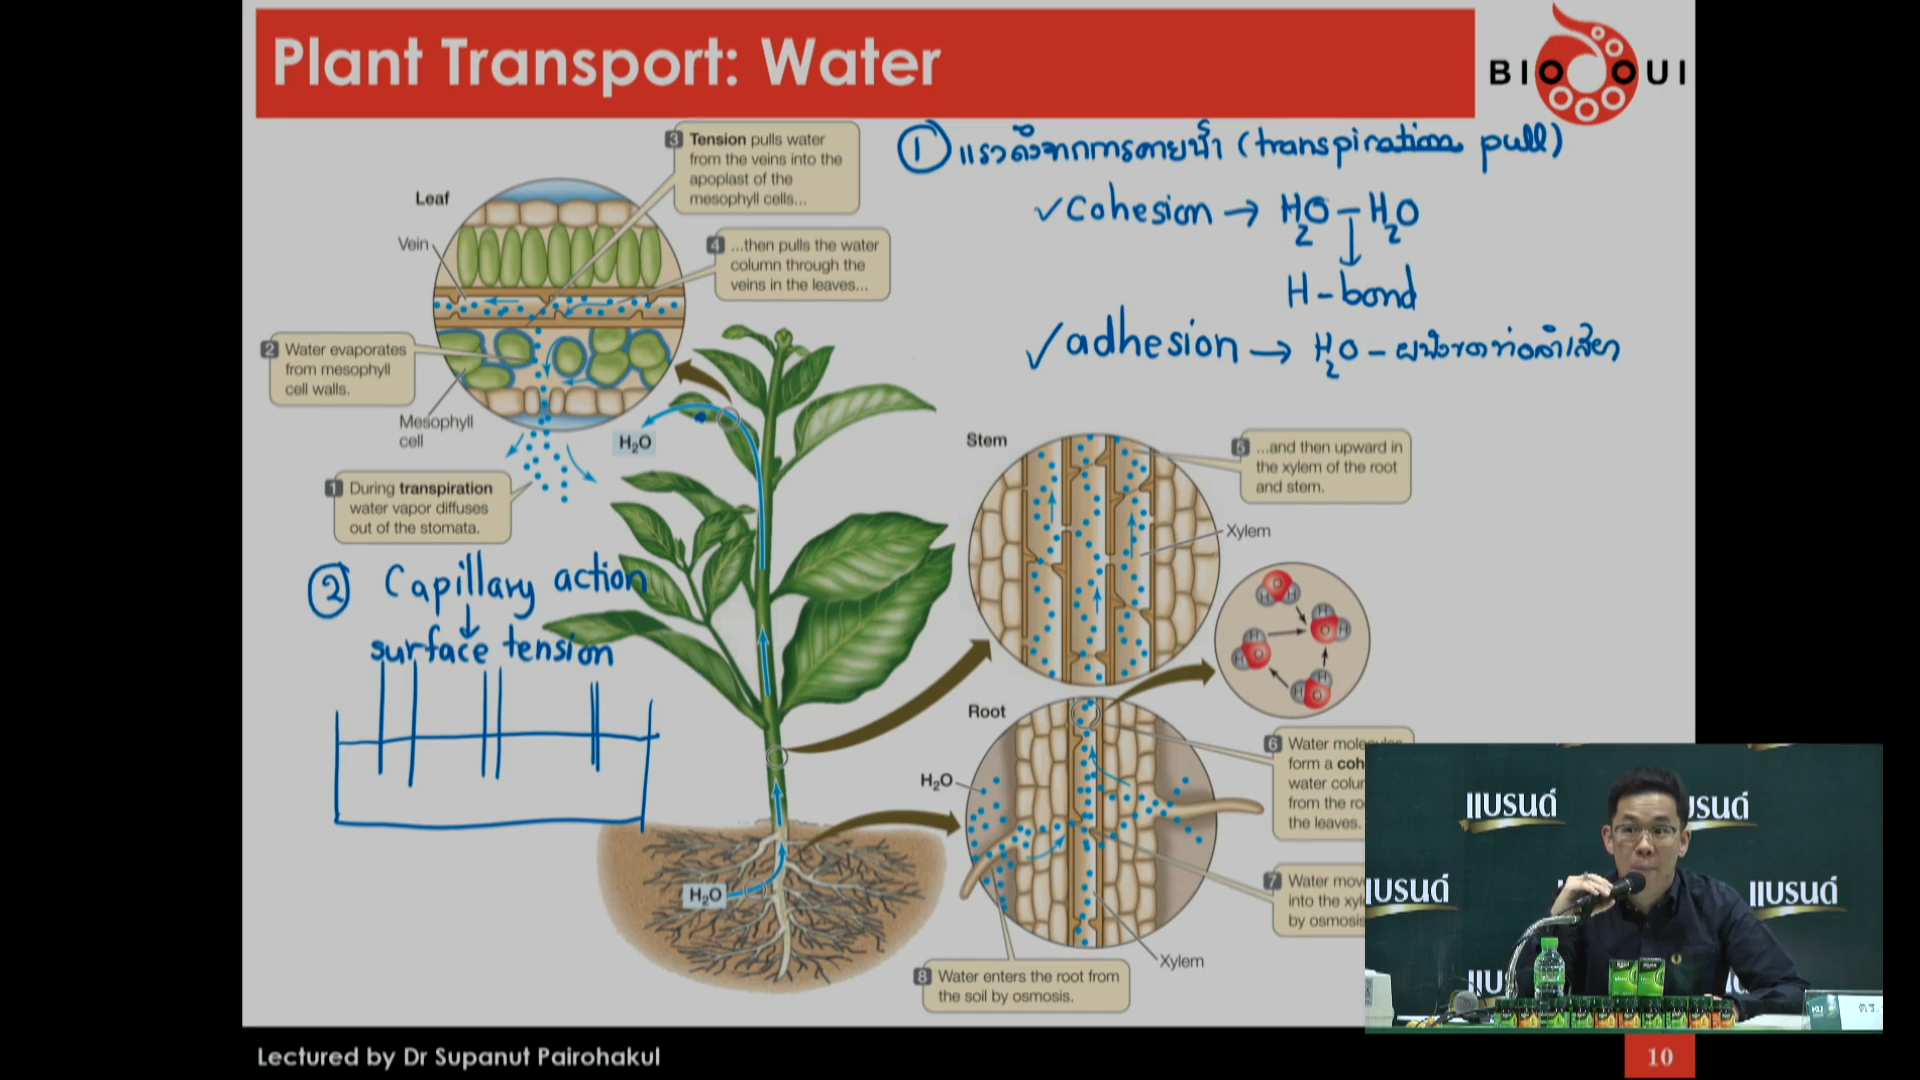 Plant Transport: Water
BIO OUI
① แรงดึงจากการคายน้ำ (transpiration pull)
✓ Cohesion → H₂O – H₂O
H - bond
✓ adhesion → H₂O – ผนังของท่อลำเลียง
3 Tension pulls water
from the veins into the
apoplast of the
mesophyll cells...
Leaf
Vein
4 ...then pulls the water
column through the
veins in the leaves...
2 Water evaporates
from mesophyll
cell walls.
Mesophyll
cell
H₂O
1 During transpiration
water vapor diffuses
out of the stomata.
② Capillary action
surface tension
Stem
5 ...and then upward in
the xylem of the root
and stem.
Xylem
H
H
O
H
H
O
H
H
O
H
H
O
Root
H₂O
6 Water molecules
form a coh
water colur
from the ro
the leaves.
7 Water mov
into the xyl
by osmosis
H₂O
Xylem
8 Water enters the root from
the soil by osmosis.
แบรนด์
แบรนด์
แบรนด์
Lectured by Dr Supanut Pairohakul
10